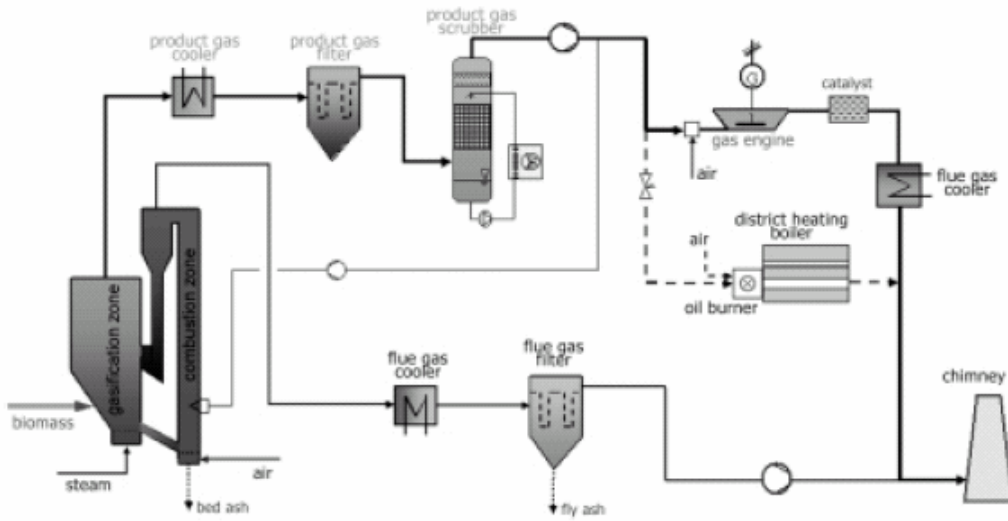 product gas
cooler
product gas
filter
product gas
scrubber
G
catalyst
gas engine
air
flue gas
cooler
district heating
boiler
air
oil burner
gasification zone
combustion zone
flue gas
cooler
flue gas
filter
chimney
biomass
steam
air
bed ash
fly ash